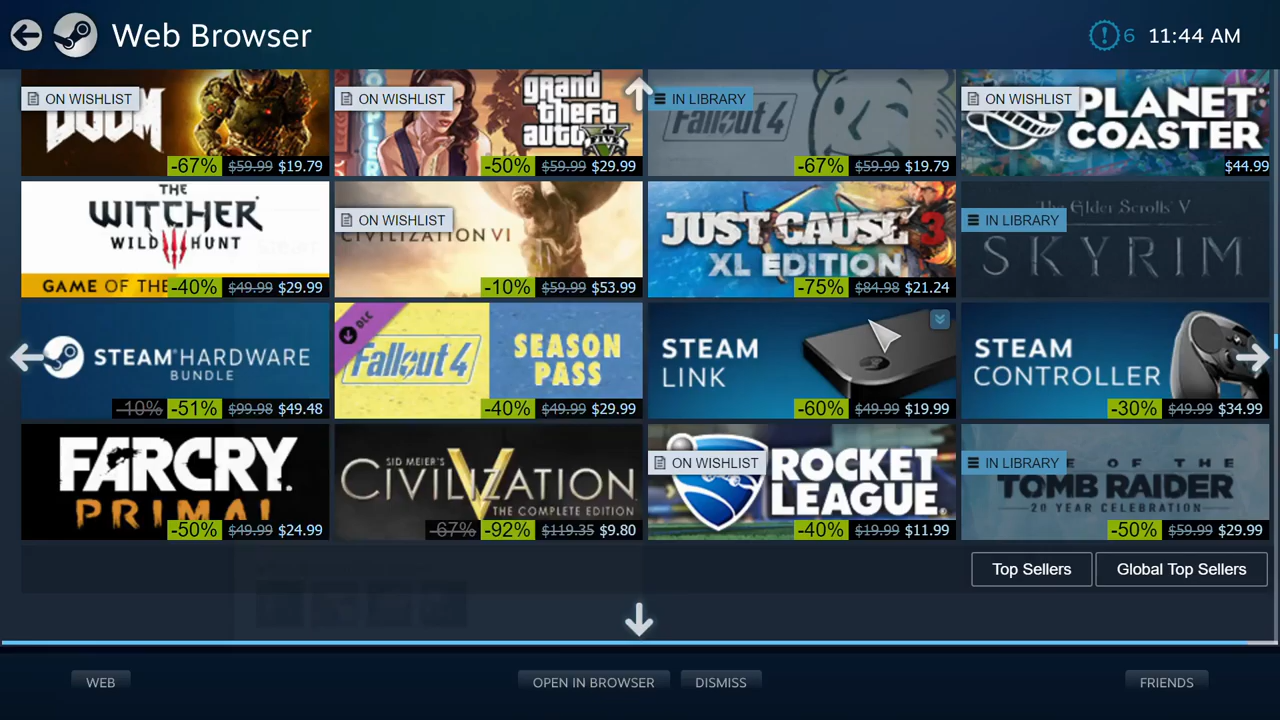 Web Browser
6
11:44 AM
ON WISHLIST
DOOM
-67% $59.99 $19.79
ON WISHLIST
grand
theft
auto V
-50% $59.99 $29.99
IN LIBRARY
Fallout 4
-67% $59.99 $19.79
ON WISHLIST
PLANET
COASTER
$44.99
THE
WITCHER
WILD HUNT
GAME OF THE
-40% $49.99 $29.99
ON WISHLIST
CIVILIZATION VI
-10% $59.99 $53.99
JUST CAUSE 3
XL EDITION
-75% $84.98 $21.24
IN LIBRARY
The Elder Scrolls V
SKYRIM
STEAM HARDWARE
BUNDLE
-10% -51% $99.98 $49.48
DLC
Fallout 4
SEASON
PASS
-40% $49.99 $29.99
STEAM
LINK
-60% $49.99 $19.99
STEAM
CONTROLLER
-30% $49.99 $34.99
FARCRY.
PRIMAL
-50% $49.99 $24.99
SID MEIER'S
CIVILIZATION
V
THE COMPLETE EDITION
-67% -92% $119.35 $9.80
ON WISHLIST
ROCKET
LEAGUE
-40% $19.99 $11.99
IN LIBRARY
OF THE
TOMB RAIDER
20 YEAR CELEBRATION
-50% $59.99 $29.99
Top Sellers
Global Top Sellers
WEB
OPEN IN BROWSER
DISMISS
FRIENDS